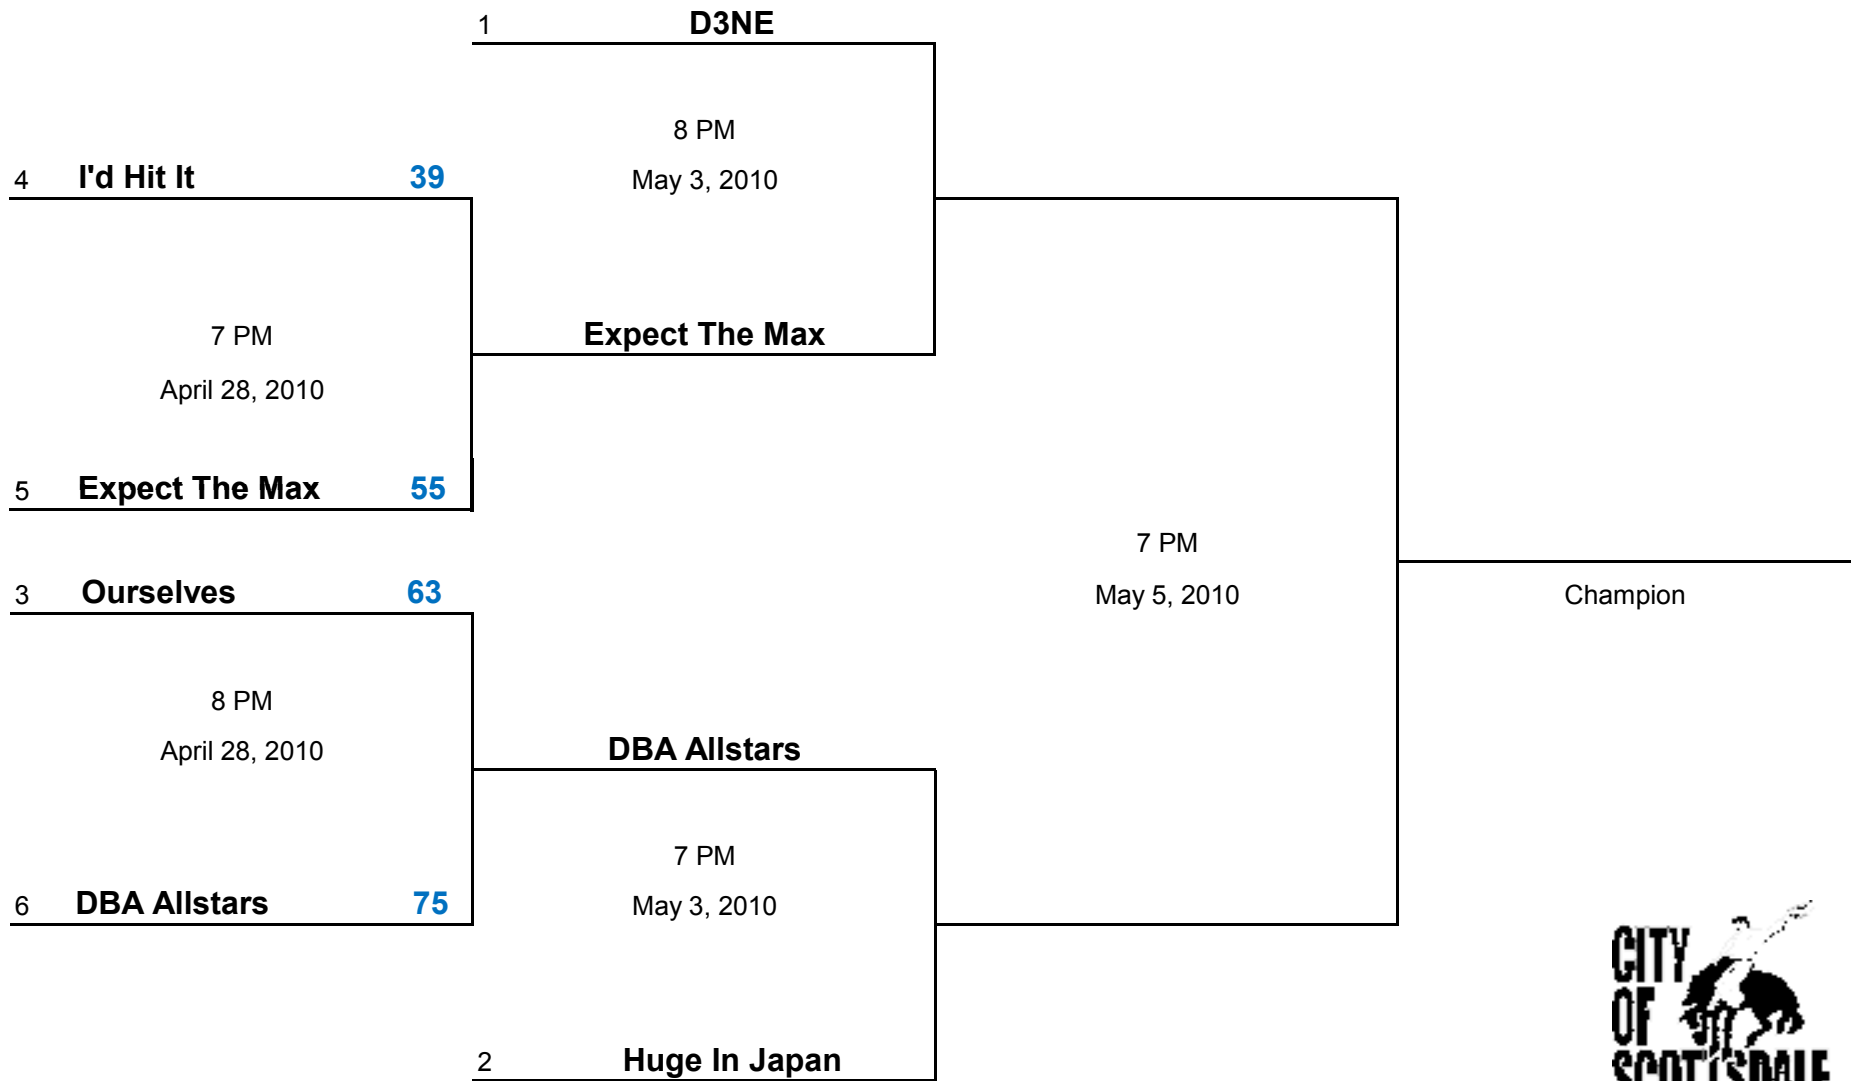 1 D3NE
8 PM
May 3, 2010
4 I'd Hit It 39
7 PM
April 28, 2010
Expect The Max
5 Expect The Max 55
3 Ourselves 63
8 PM
April 28, 2010
6 DBA Allstars 75
DBA Allstars
7 PM
May 3, 2010
2 Huge In Japan
7 PM
May 5, 2010
Champion
CITY
OF
SCOTTSDALE